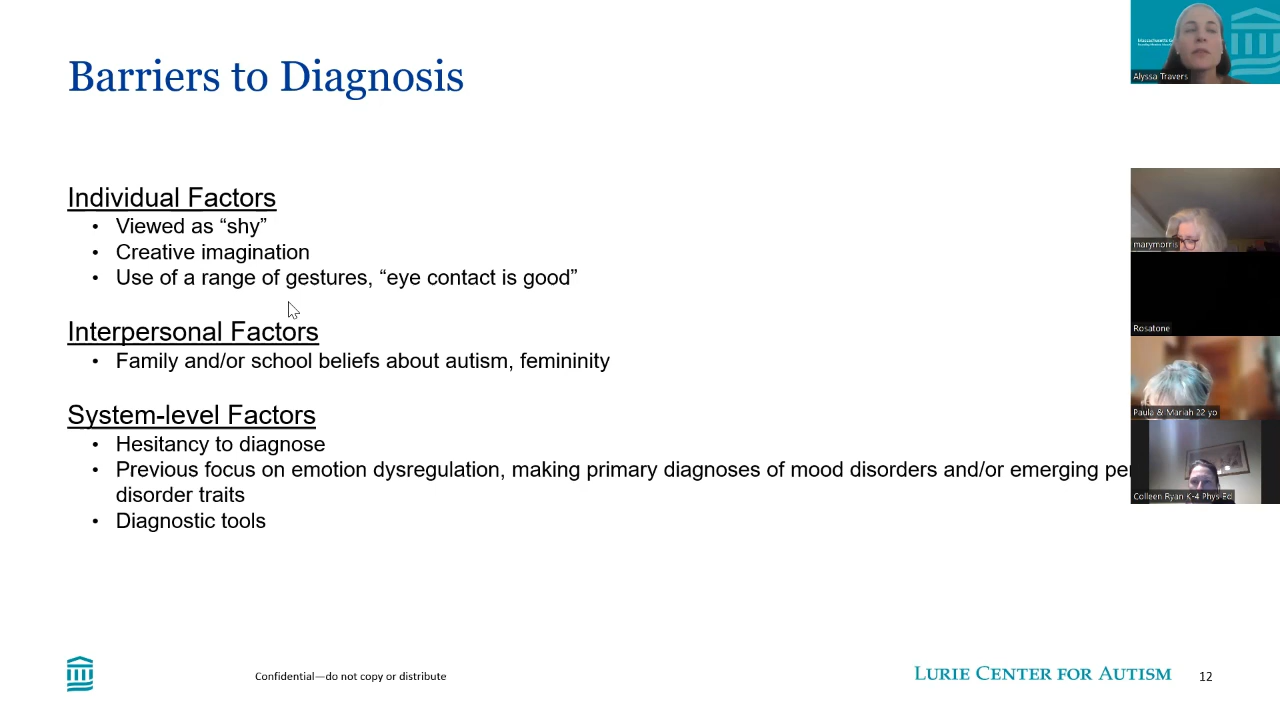 Barriers to Diagnosis
Individual Factors
• Viewed as “shy”
• Creative imagination
• Use of a range of gestures, “eye contact is good”
Interpersonal Factors
• Family and/or school beliefs about autism, femininity
System-level Factors
• Hesitancy to diagnose
• Previous focus on emotion dysregulation, making primary diagnoses of mood disorders and/or emerging
disorder traits
• Diagnostic tools
Confidential—do not copy or distribute
LURIE CENTER FOR AUTISM
12
Alyssa Travers
marymorris
Rosatone
Paula & Mariah 22 yo
Colleen Ryan K-4 Phys Ed